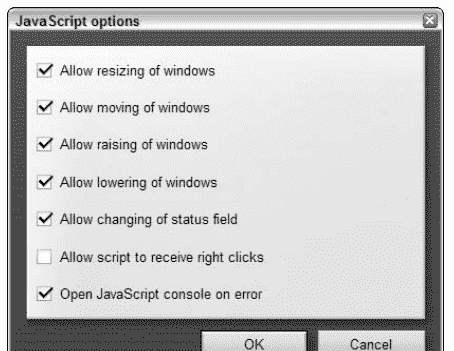 JavaScript options
Allow resizing of windows
Allow moving of windows
Allow raising of windows
Allow lowering of windows
Allow changing of status field
Allow script to receive right clicks
Open JavaScript console on error
OK
Cancel